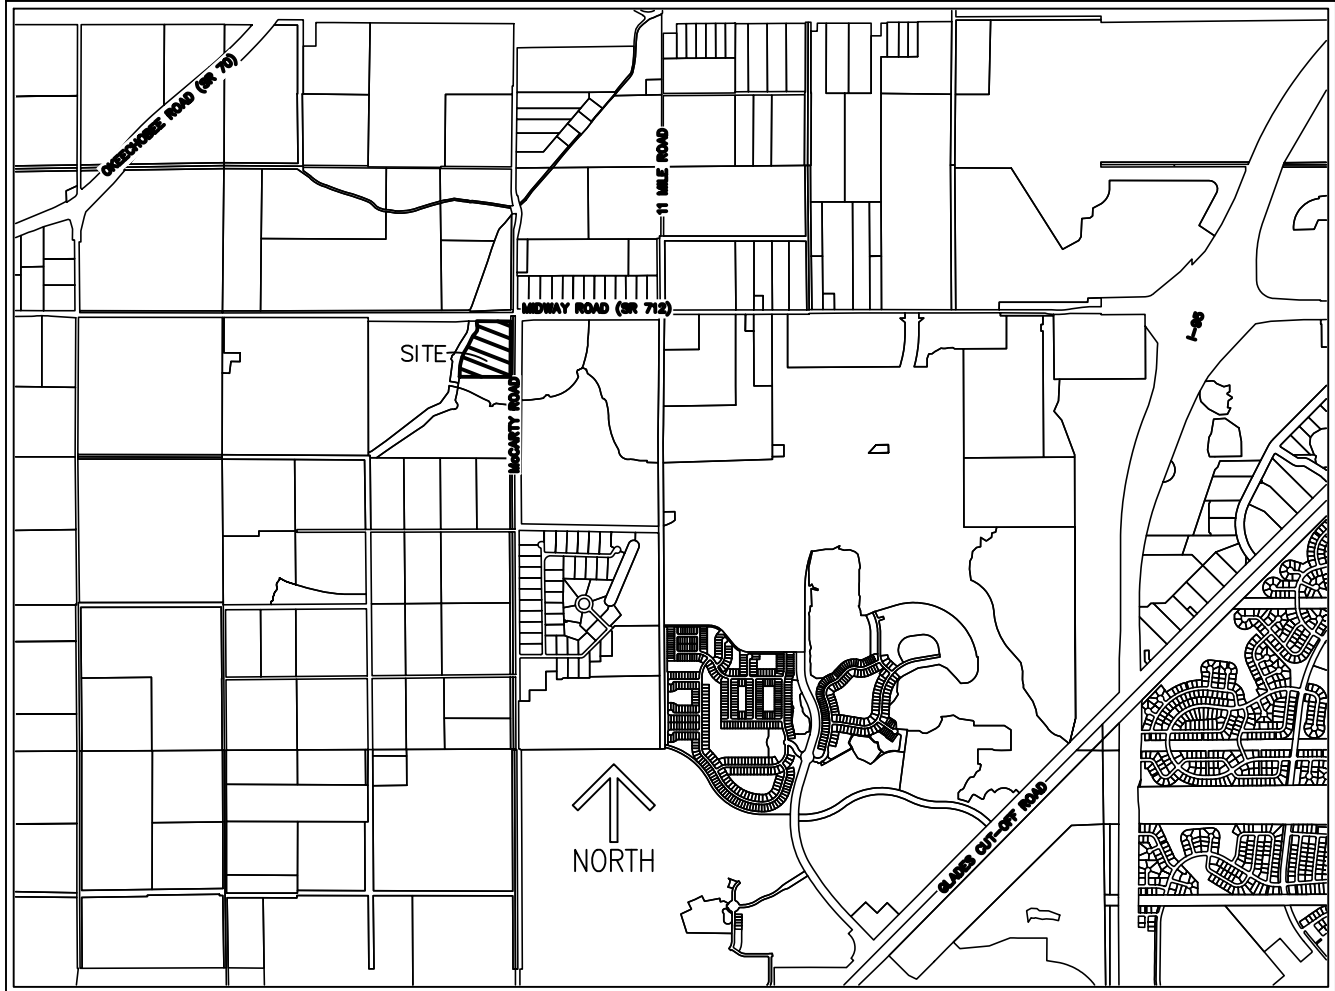 OKEECHOBEE ROAD (SR 70)
11 MILE ROAD
MIDWAY ROAD (SR 712)
I-95
SITE
McCARTY ROAD
NORTH
GLADES CUT-OFF ROAD